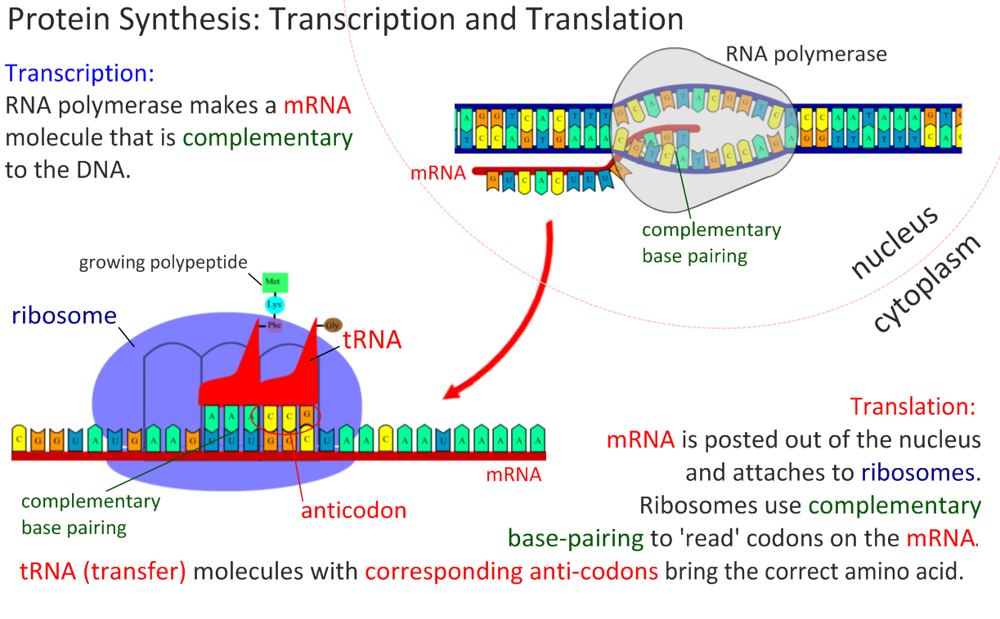 Protein Synthesis: Transcription and Translation
RNA polymerase
Transcription:
RNA polymerase makes a mRNA
molecule that is complementary
to the DNA.
mRNA
complementary
base pairing
nucleus
cytoplasm
growing polypeptide
Met
Lys
Phe
Gly
ribosome
tRNA
A A A C C G
C G G U A U G A A G U U U G G C U A A C A A U A A A A A
mRNA
complementary
base pairing
anticodon
Translation:
mRNA is posted out of the nucleus
and attaches to ribosomes.
Ribosomes use complementary
base-pairing to 'read' codons on the mRNA.
tRNA (transfer) molecules with corresponding anti-codons bring the correct amino acid.